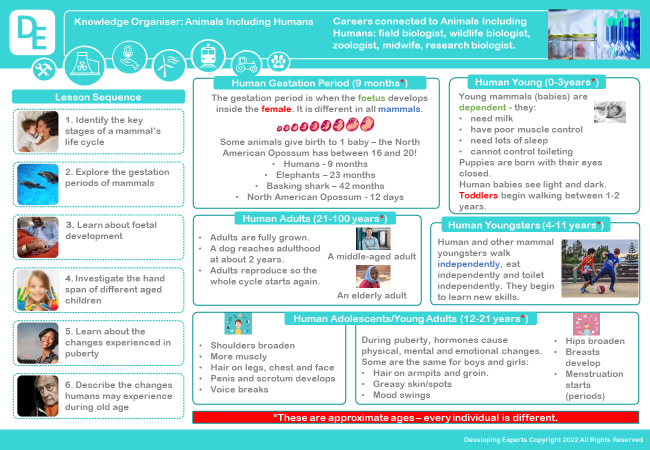 DE
Knowledge Organiser: Animals Including Humans
Careers connected to Animals Including
Humans: field biologist, wildlife biologist,
zoologist, midwife, research biologist.
Lesson Sequence
1. Identify the key
stages of a mammal's
life cycle
2. Explore the
gestation periods of
mammals
3. Learn about foetal
development
4. Investigate the hand
span of different aged
children
5. Learn about the
changes experienced in
puberty
6. Describe the changes
humans may experience
during old age
Human Gestation Period (9 months*)
The gestation period is when the foetus develops
inside the female. It is different in all mammals.
Some animals give birth to 1 baby – the North
American Opossum has between 16 and 20!
• Humans - 9 months
• Elephants – 23 months
• Basking shark – 42 months
• North American Opossum - 12 days
Human Young (0-3years*)
Young mammals (babies) are
dependent - they:
• need milk
• have poor muscle control
• need lots of sleep
• cannot control toileting
Puppies are born with their eyes
closed.
Human babies see light and dark.
Toddlers begin walking between 1-2
years.
Human Adults (21-100 years*)
• Adults are fully grown.
• A dog reaches adulthood
at about 2 years.
• Adults reproduce so the
whole cycle starts again.
A middle-aged adult
An elderly adult
Human Youngsters (4-11 years*)
Human and other mammal
youngsters walk
independently, eat
independently and toilet
independently. They begin
to learn new skills.
Human Adolescents/Young Adults (12-21 years*)
• Shoulders broaden
• More muscly
• Hair on legs, chest and face
• Penis and scrotum develops
• Voice breaks
During puberty, hormones cause
physical, mental and emotional changes.
Some are the same for boys and girls:
• Hair on armpits and groin.
• Greasy skin/spots
• Mood swings
• Hips broaden
• Breasts
develop
• Menstruation
starts
(periods)
*These are approximate ages – every individual is different.
Developing Experts Copyright 2022 All Rights Reserved